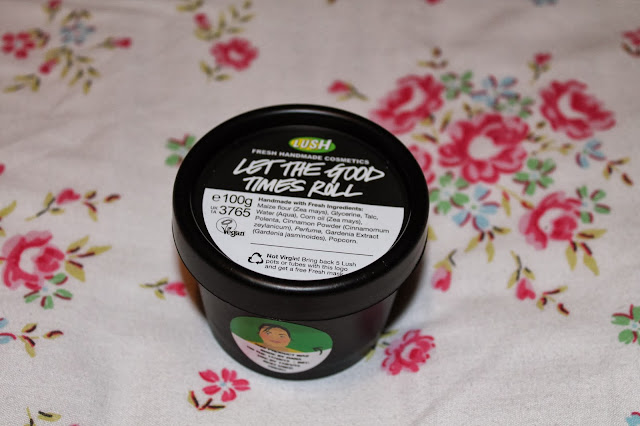 LUSH
FRESH HANDMADE COSMETICS
LET THE GOOD
TIMES ROLL
e 100g
UK 3765
Vegan
Handmade with Fresh Ingredients:
Maize flour (Zea mays), Glycerine, Talc,
Water (Aqua), Corn oil (Zea mays),
Polenta, Cinnamon Powder (Cinnamomum
zeylanicum), Perfume, Gardenia Extract
(Gardenia jasminoides), Popcorn.
Not Virgin! Bring back 5 Lush
pots or tubes with this logo
and get a free Fresh mask